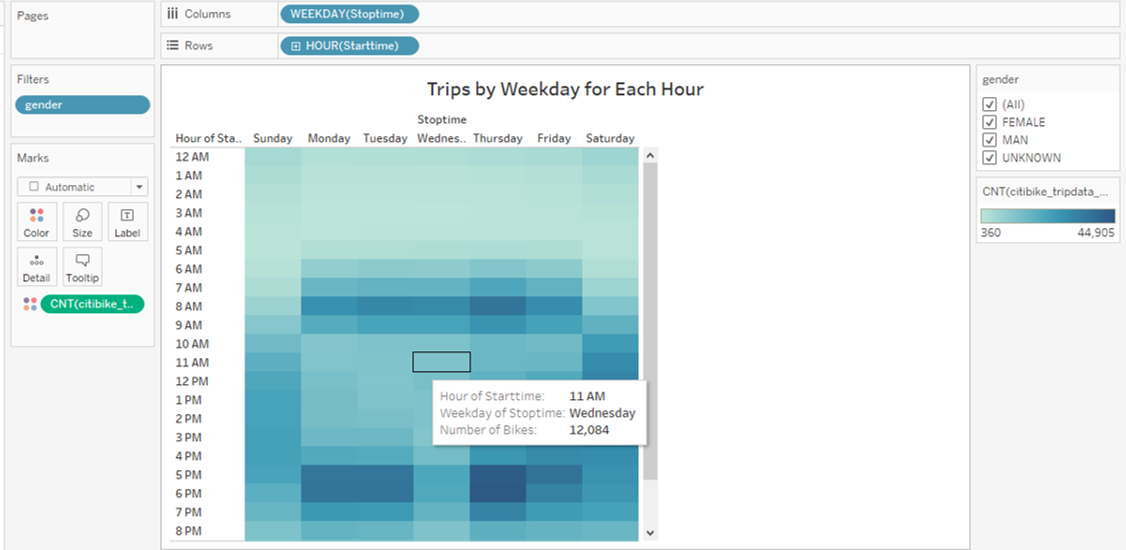 Pages
Columns
WEEKDAY(Stoptime)
Rows
HOUR(Starttime)
Filters
gender
Marks
Automatic
Color Size Label
Detail Tooltip
CNT(citibike_t..
Trips by Weekday for Each Hour
Stoptime
Hour of Sta.. Sunday Monday Tuesday Wednes.. Thursday Friday Saturday
12 AM
1 AM
2 AM
3 AM
4 AM
5 AM
6 AM
7 AM
8 AM
9 AM
10 AM
11 AM
12 PM
1 PM
2 PM
3 PM
4 PM
5 PM
6 PM
7 PM
8 PM
Hour of Starttime: 11 AM
Weekday of Stoptime: Wednesday
Number of Bikes: 12,084
gender
(All)
FEMALE
MAN
UNKNOWN
CNT(citibike_tripdata_...
360 44,905